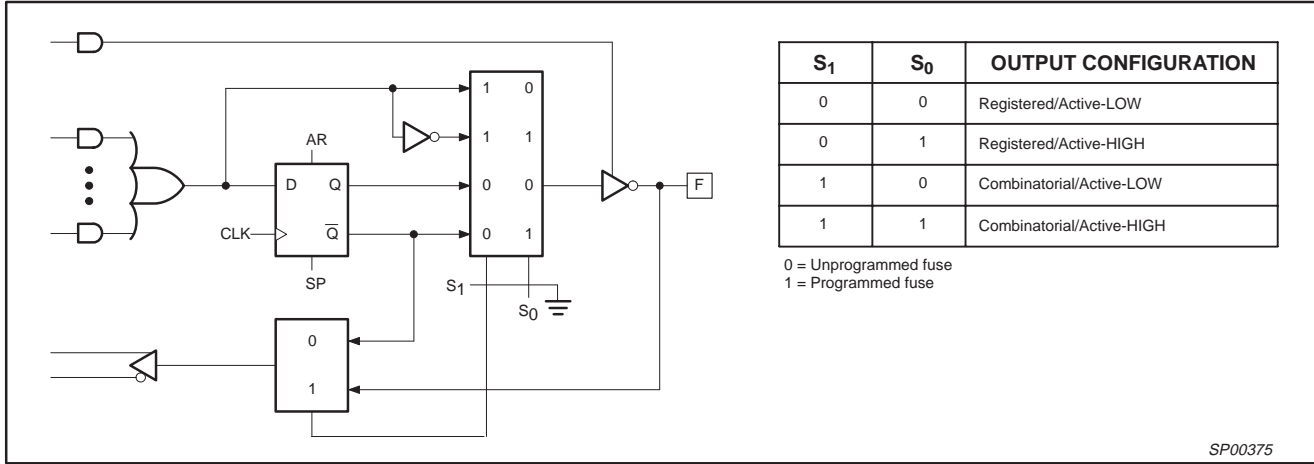 AR
D Q
CLK Q̅
SP
1 0
1 1
0 0
0 1
S1
S0
F
0
1
S1 S0 OUTPUT CONFIGURATION
0 0 Registered/Active-LOW
0 1 Registered/Active-HIGH
1 0 Combinatorial/Active-LOW
1 1 Combinatorial/Active-HIGH
0 = Unprogrammed fuse
1 = Programmed fuse
SP00375